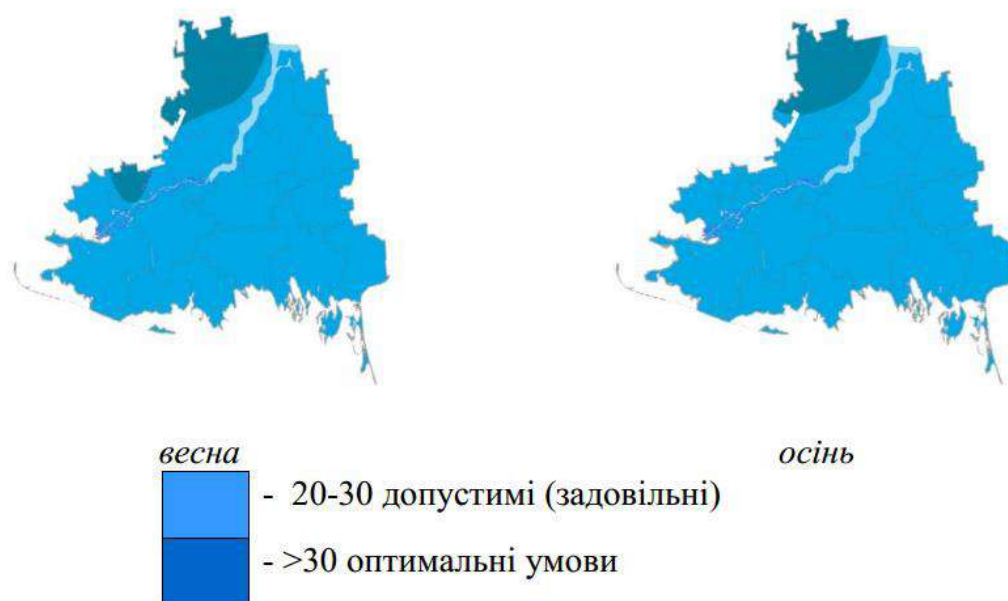 весна
осінь
- 20-30 допустимі (задовільні)
- >30 оптимальні умови